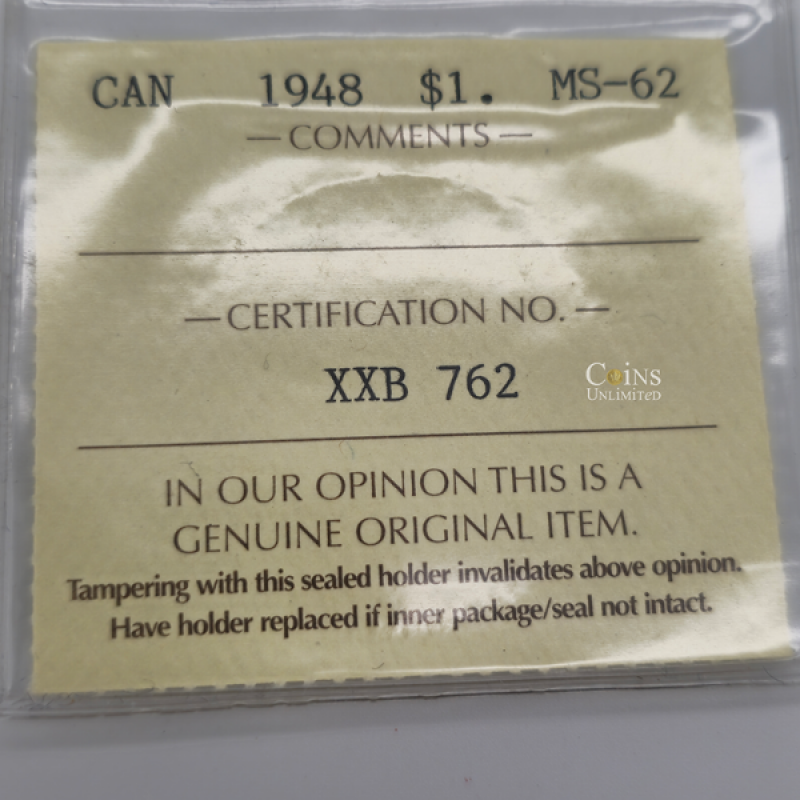 CAN 1948 $1. MS-62
— COMMENTS —
— CERTIFICATION NO. —
XXB 762
COINS
UNLIMITED
IN OUR OPINION THIS IS A
GENUINE ORIGINAL ITEM.
Tampering with this sealed holder invalidates above opinion.
Have holder replaced if inner package/seal not intact.